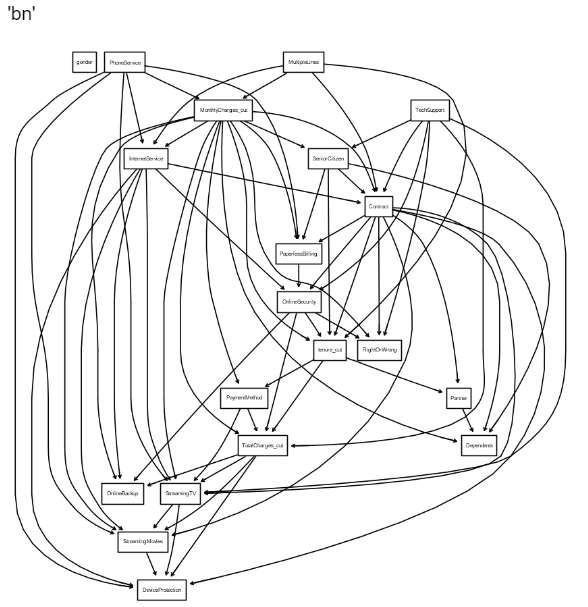 'bn'
gender
PhoneService
MultipleLines
MonthlyCharges_cut
TechSupport
InternetService
SeniorCitizen
Contract
PaperlessBilling
OnlineSecurity
tenure_cut
RightOrWrong
PaymentMethod
Partner
TotalCharges_cut
Dependents
OnlineBackup
StreamingTV
StreamingMovies
DeviceProtection